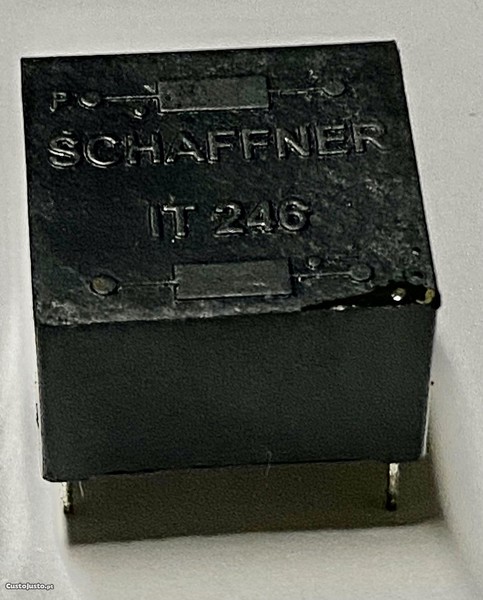 P
SCHAFFNER
IT 246
CustoJusto.pt